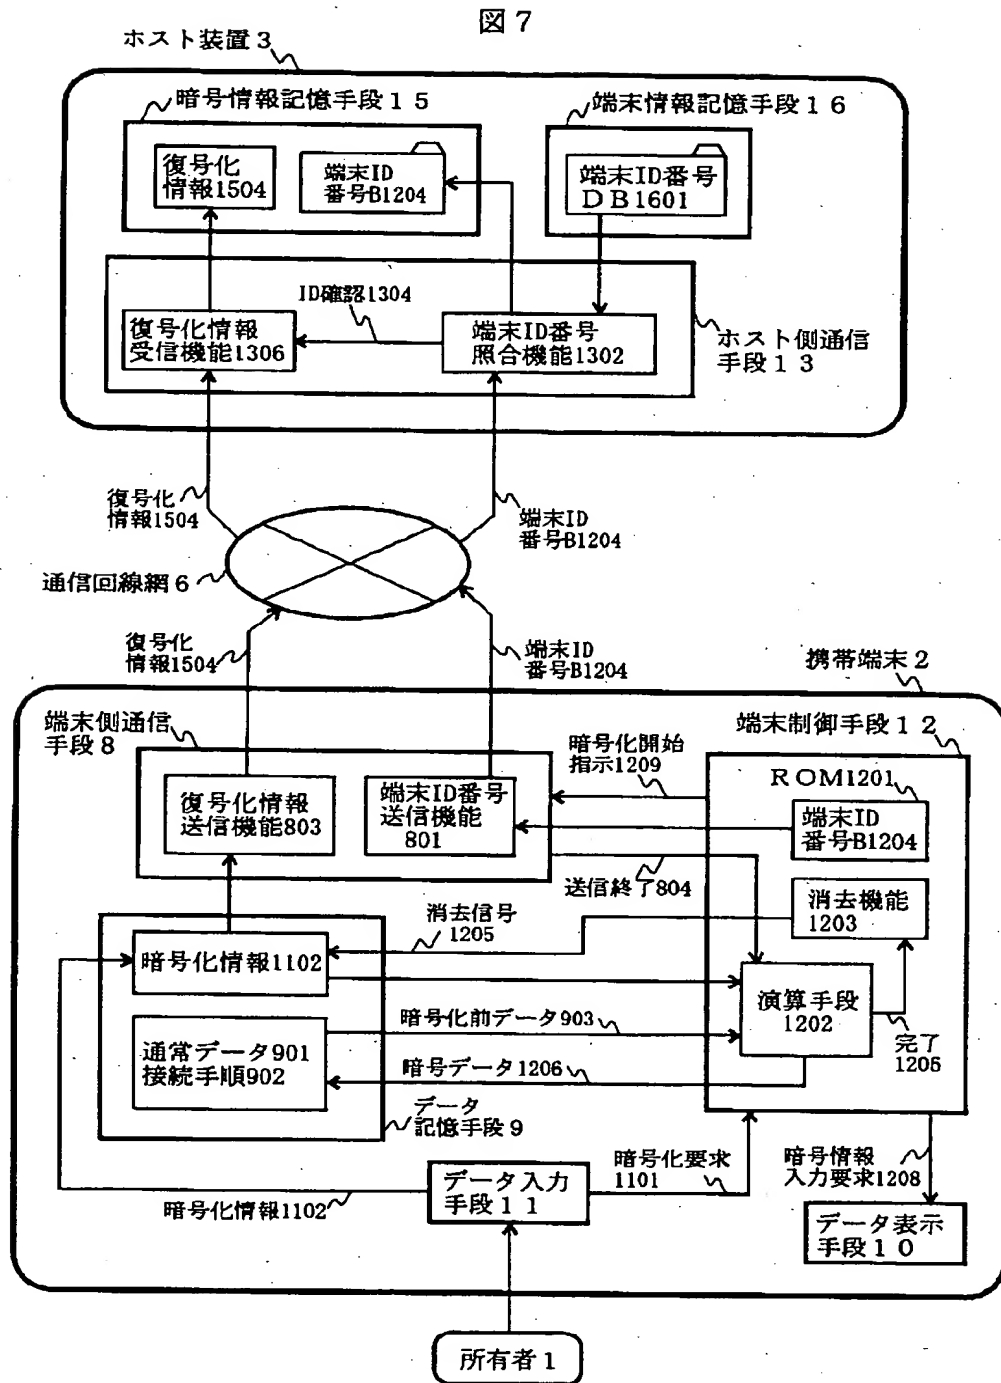 図7
ホスト装置3
暗号情報記憶手段15
端末情報記憶手段16
復号化
情報1504
端末ID
番号B1204
端末ID番号
DB1601
ID確認1304
復号化情報
受信機能1306
端末ID番号
照合機能1302
ホスト側通信
手段13
復号化
情報1504
端末ID
番号B1204
通信回線網6
復号化
情報1504
端末ID
番号B1204
携帯端末2
端末側通信
手段8
暗号化開始
指示1209
端末制御手段12
ROM1201
復号化情報
送信機能803
端末ID番号
送信機能
801
端末ID
番号B1204
送信終了804
消去信号
1205
消去機能
1203
暗号化情報1102
演算手段
1202
暗号化前データ903
通常データ901
接続手順902
完了
1205
暗号データ1206
データ
記憶手段9
暗号化要求
1101
暗号情報
入力要求1208
データ入力
手段11
暗号化情報1102
データ表示
手段10
所有者1